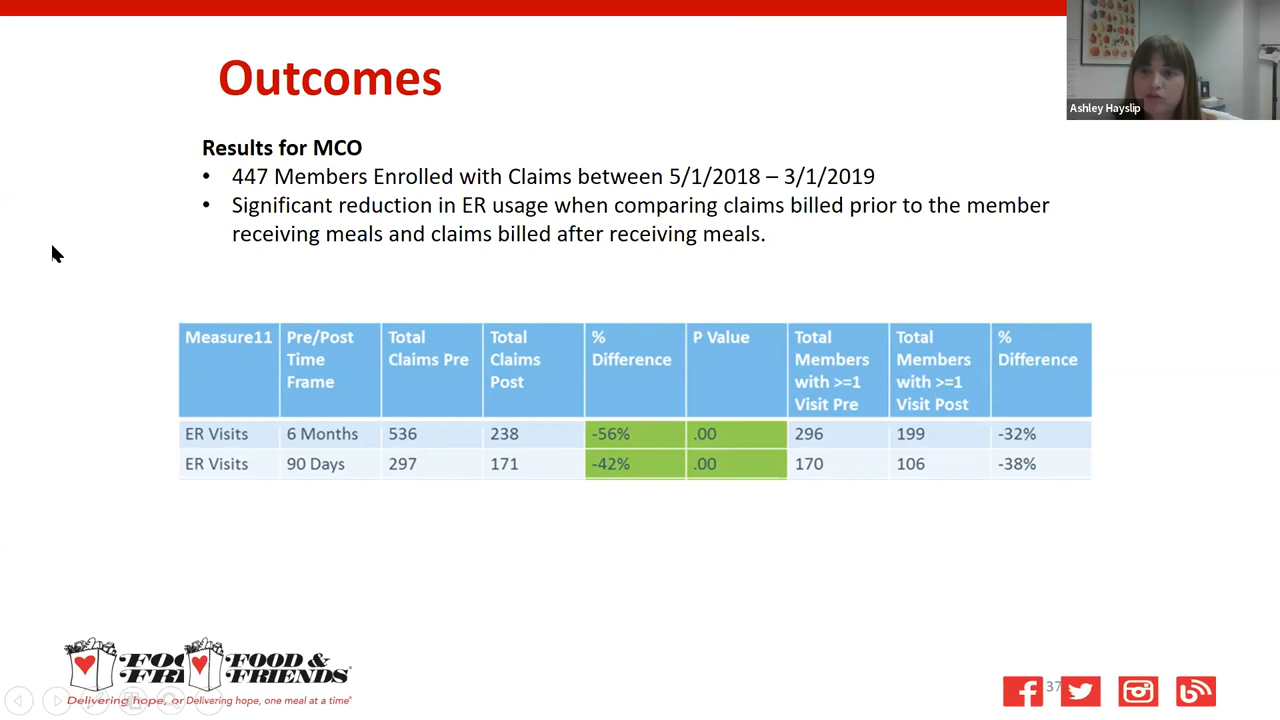 Outcomes
Ashley Hayslip
Results for MCO
• 447 Members Enrolled with Claims between 5/1/2018 – 3/1/2019
• Significant reduction in ER usage when comparing claims billed prior to the member
receiving meals and claims billed after receiving meals.
Measure11 Pre/Post Time Frame Total Claims Pre Total Claims Post % Difference P Value Total Members with >=1 Visit Pre Total Members with >=1 Visit Post % Difference
ER Visits 6 Months 536 238 -56% .00 296 199 -32%
ER Visits 90 Days 297 171 -42% .00 170 106 -38%
FOOD &
FRIENDS
Delivering hope, or Delivering hope, one meal at a time®
37